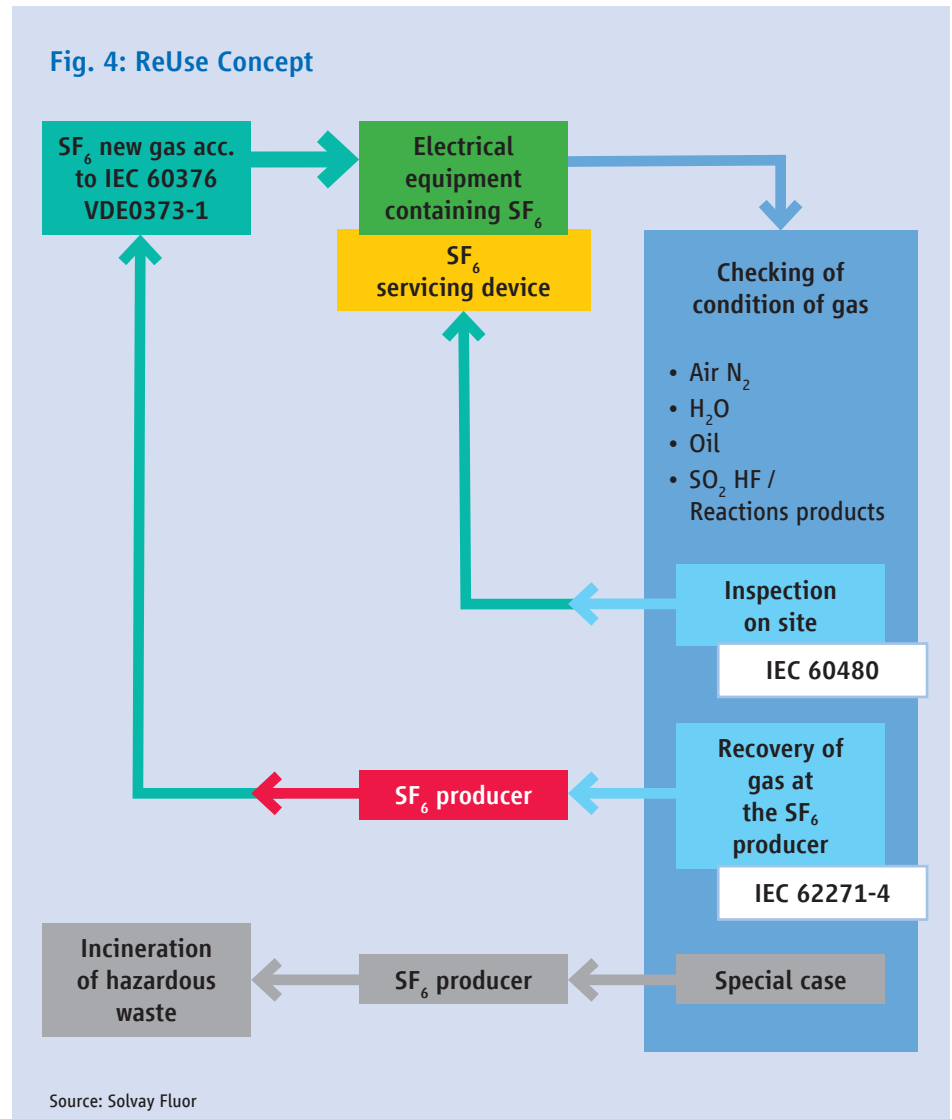 Fig. 4: ReUse Concept
SF₆ new gas acc.
to IEC 60376
VDE0373-1
Electrical
equipment
containing SF₆
SF₆
servicing device
Checking of
condition of gas
• Air N₂
• H₂O
• Oil
• SO₂ HF /
Reactions products
Inspection
on site
IEC 60480
Recovery of
gas at
the SF₆
producer
IEC 62271-4
SF₆ producer
Incineration
of hazardous
waste
SF₆ producer
Special case
Source: Solvay Fluor